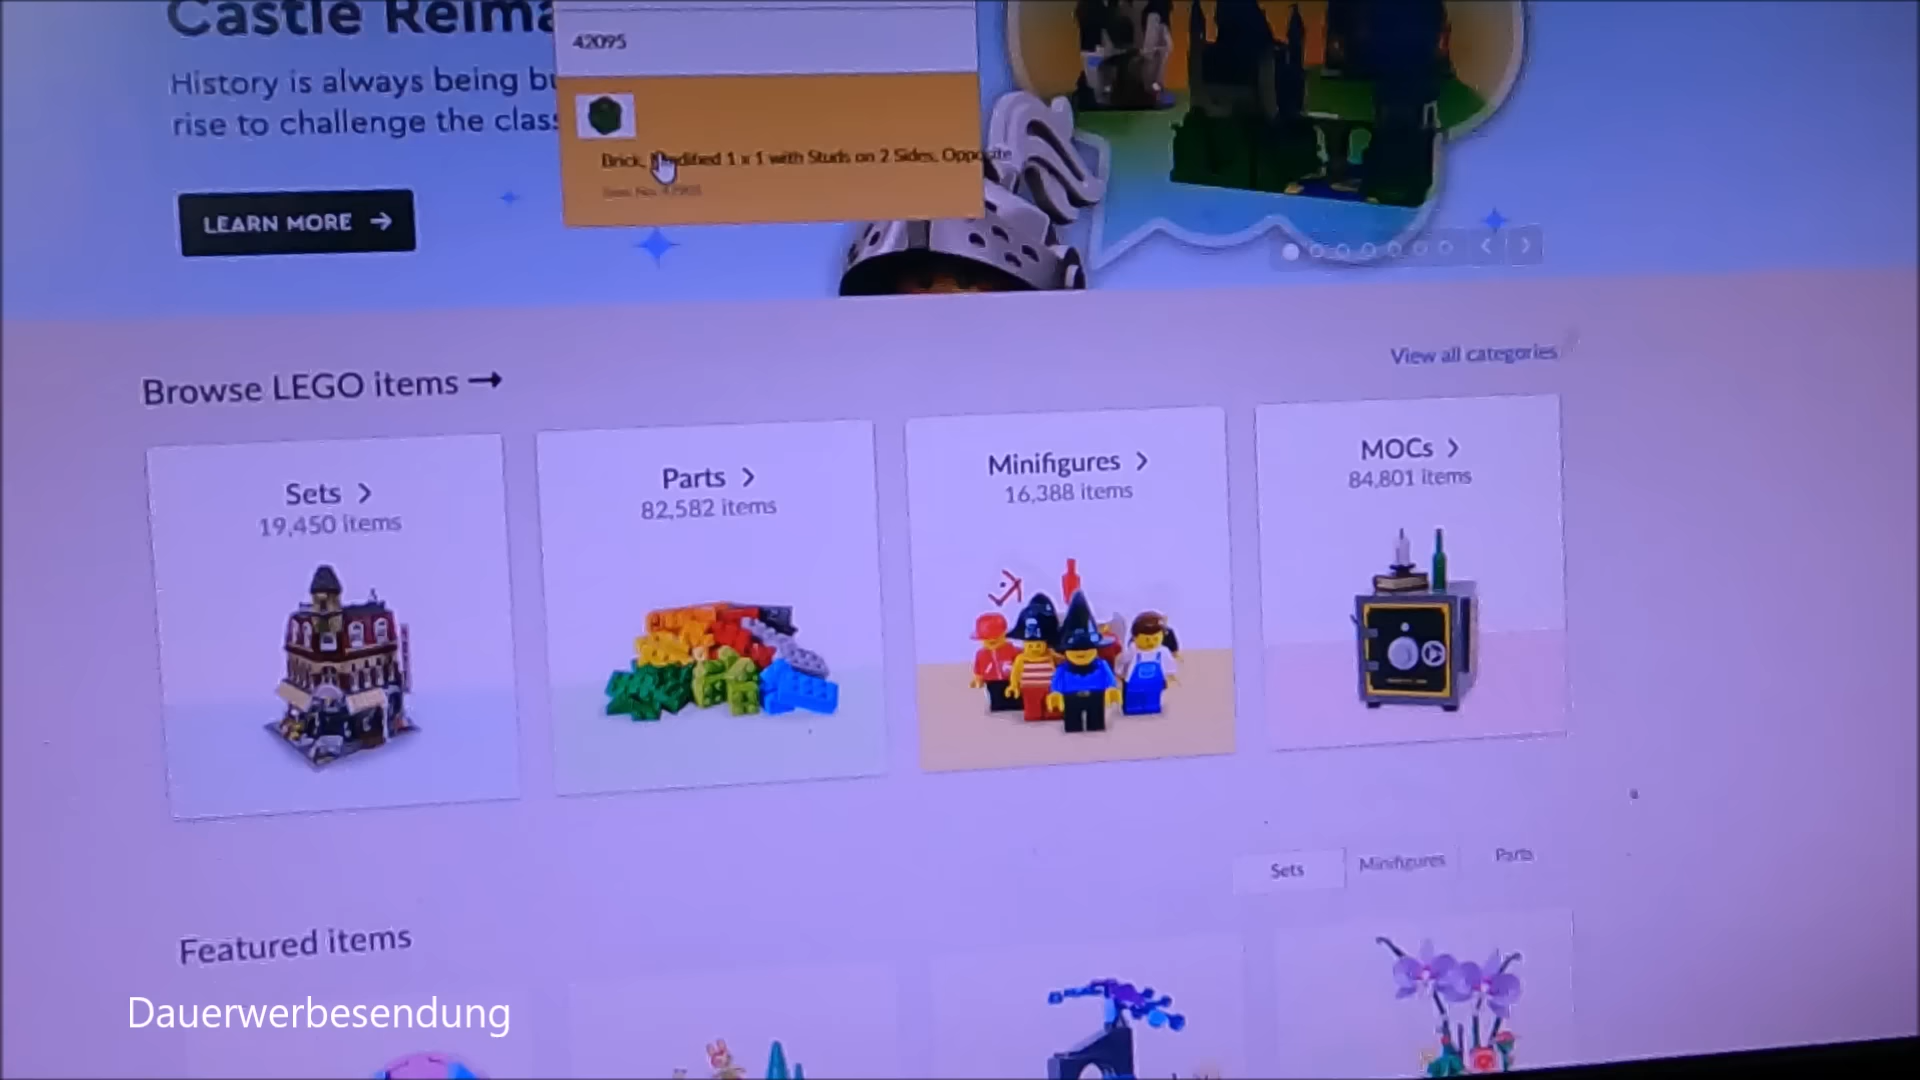 Castle Reima
42095
History is always being bu
rise to challenge the class
Brick, Modified 1 x 1 with Studs on 2 Sides, Opposite
LEARN MORE →
View all categories
Browse LEGO items →
Sets >
19,450 items
Parts >
82,582 items
Minifigures >
16,388 items
MOCs >
84,801 items
Sets
Minifigures
Parts
Featured items
Dauerwerbesendung